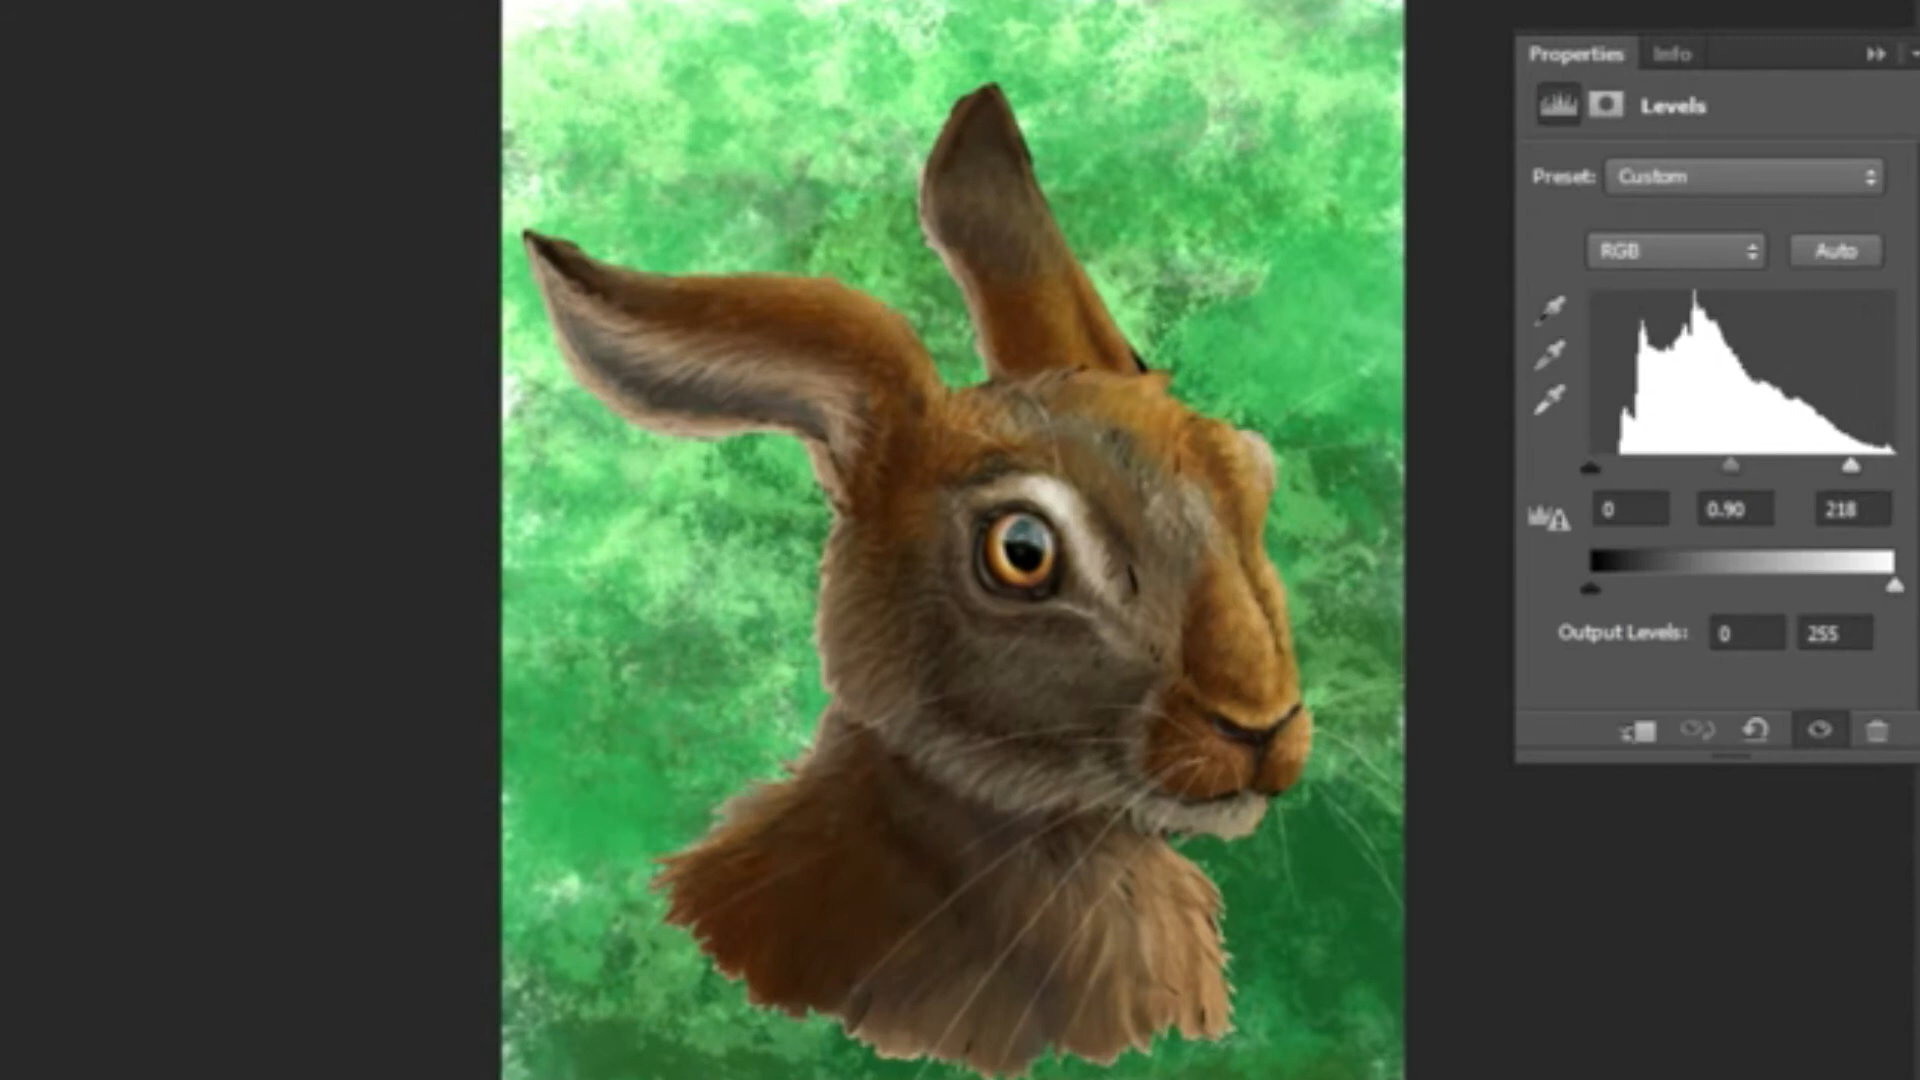 Properties Info
Levels
Preset: Custom
RGB Auto
0 0.90 218
Output Levels: 0 255